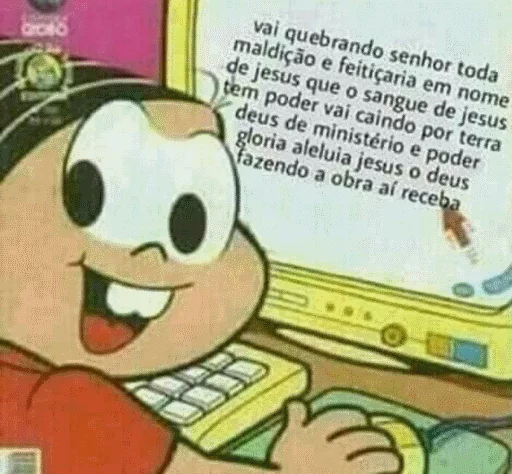 GLOBO
vai quebrando senhor toda
maldição e feitiçaria em nome
de jesus que o sangue de jesus
tem poder vai caindo por terra
deus de ministério e poder
gloria aleluia jesus o deus
fazendo a obra aí receba